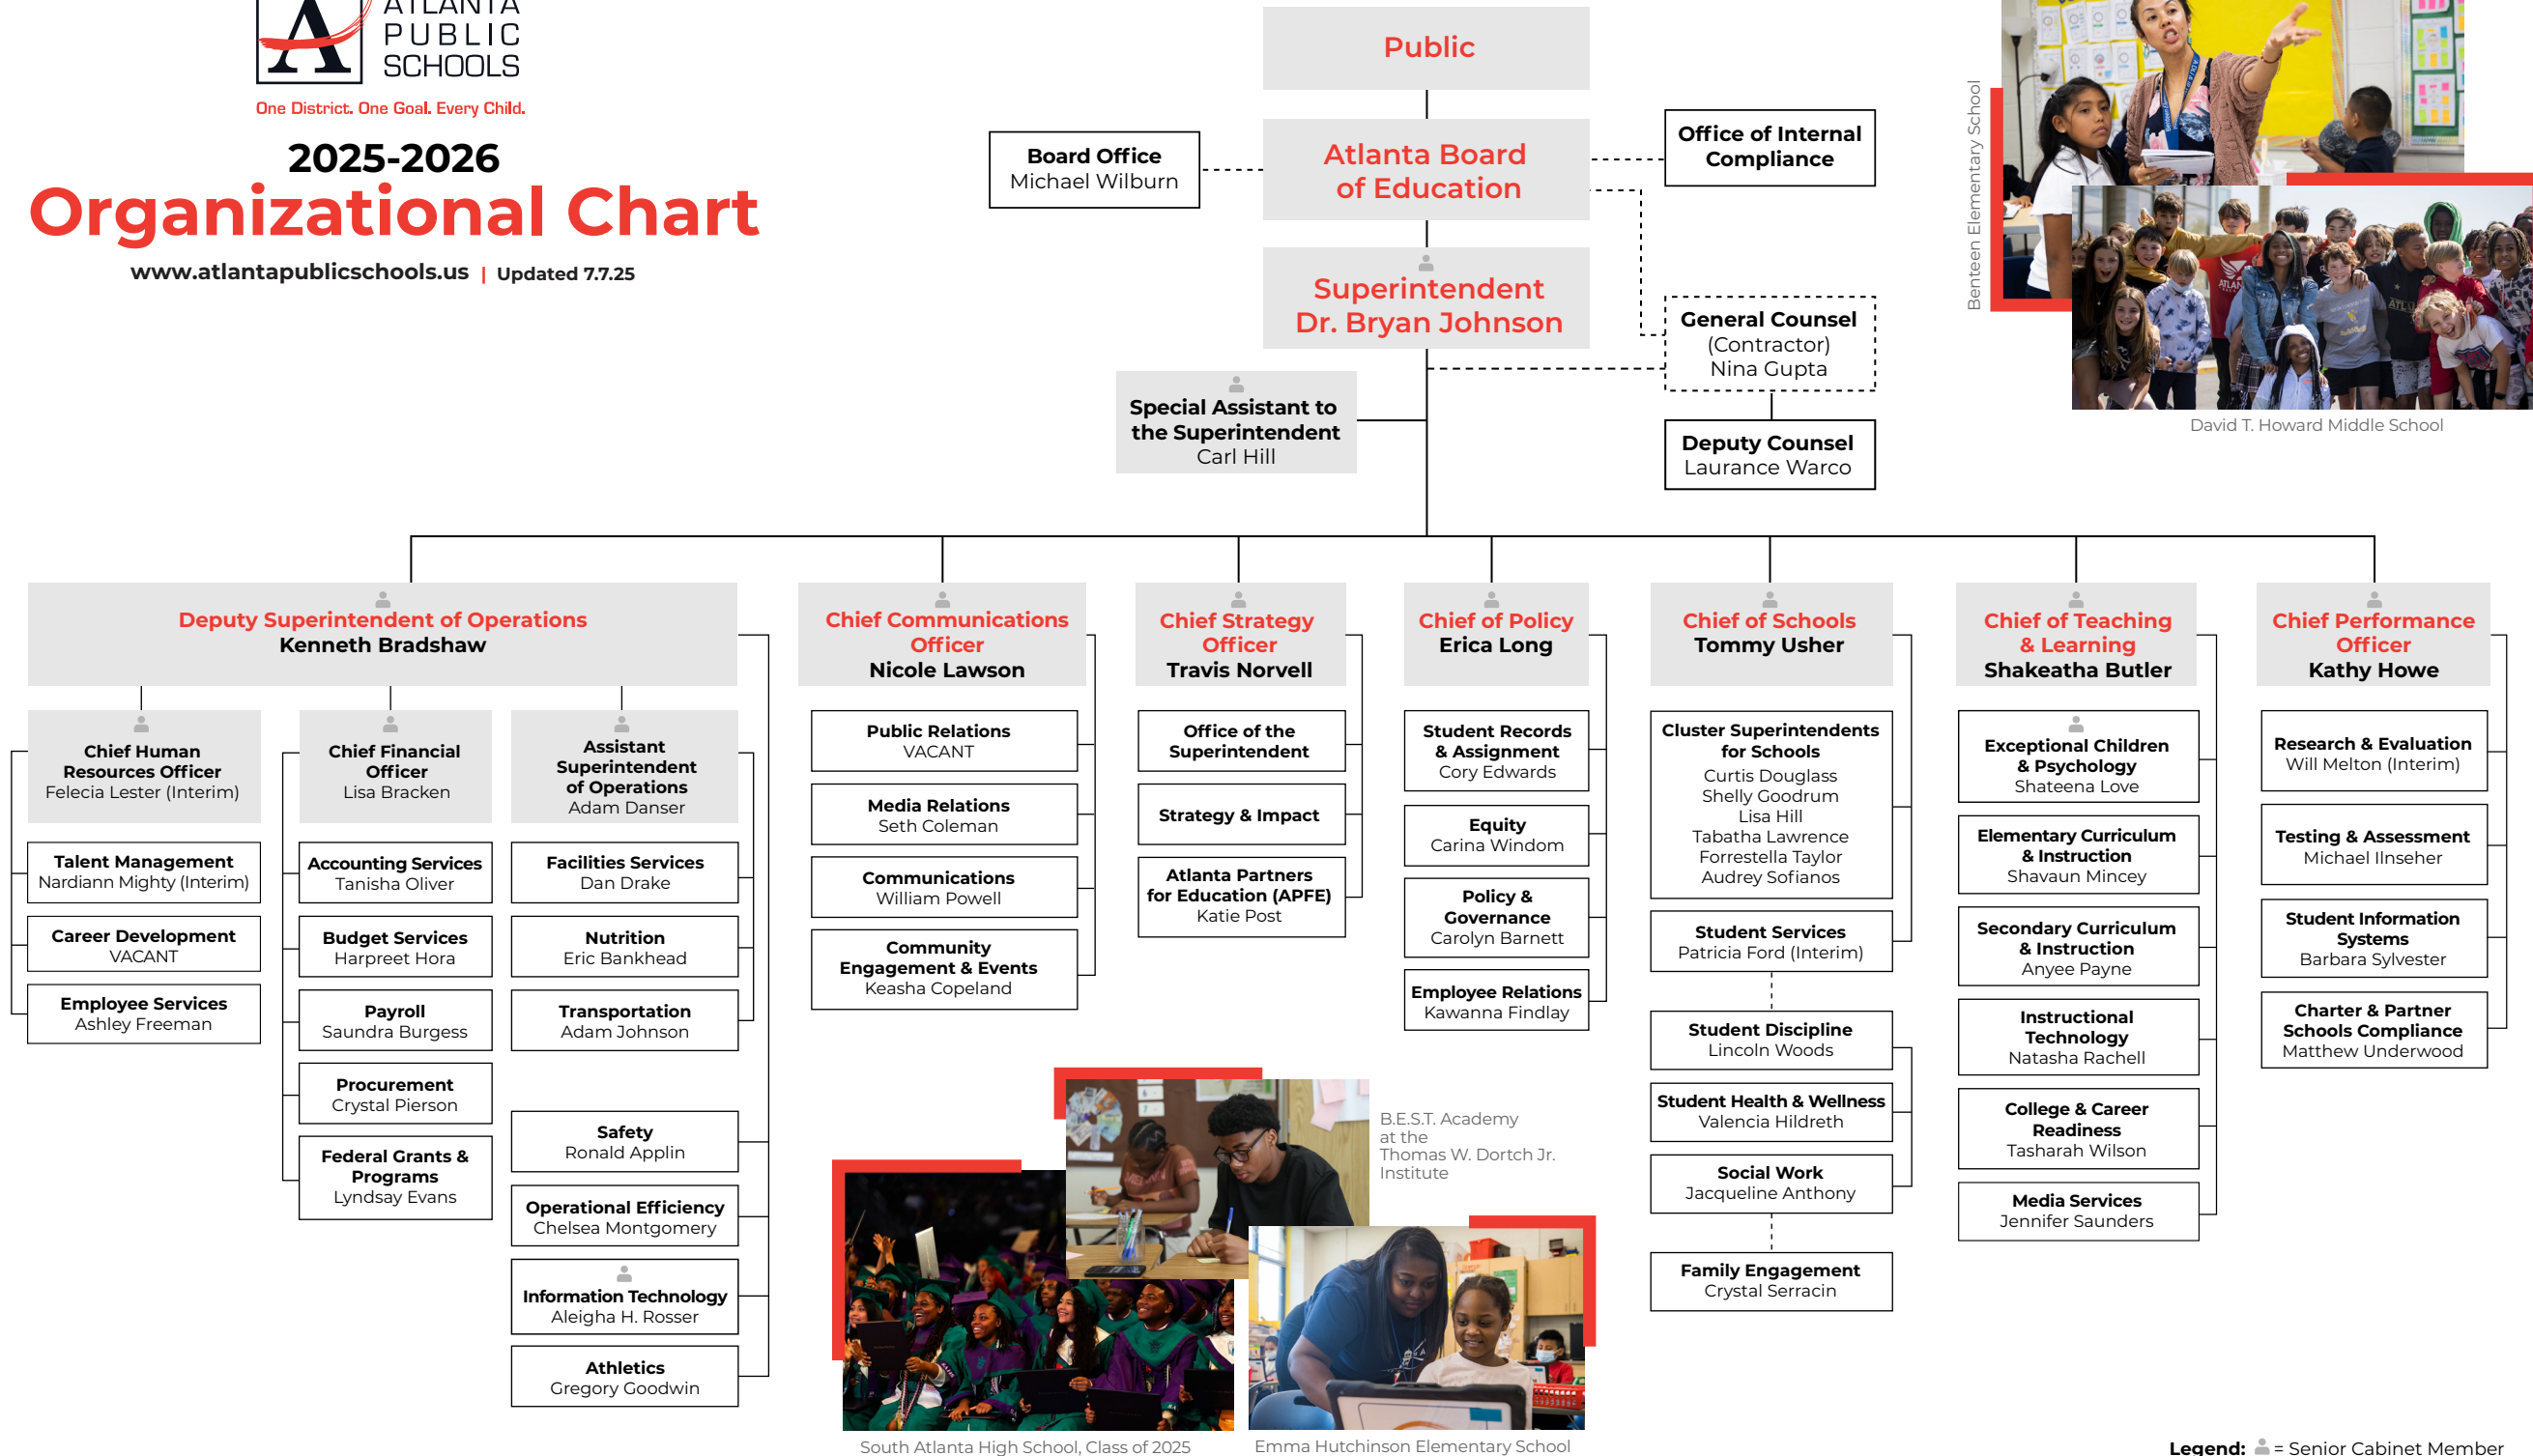 ATLANTA
PUBLIC
SCHOOLS
One District. One Goal. Every Child.
2025-2026
Organizational Chart
www.atlantapublicschools.us | Updated 7.7.25
Public
Atlanta Board
of Education
Board Office
Michael Wilburn
Office of Internal
Compliance
Superintendent
Dr. Bryan Johnson
General Counsel
(Contractor)
Nina Gupta
Special Assistant to
the Superintendent
Carl Hill
Deputy Counsel
Laurance Warco
Benteen Elementary School
David T. Howard Middle School
Deputy Superintendent of Operations
Kenneth Bradshaw
Chief Human
Resources Officer
Felecia Lester (Interim)
Talent Management
Nardiann Mighty (Interim)
Career Development
VACANT
Employee Services
Ashley Freeman
Chief Financial
Officer
Lisa Bracken
Accounting Services
Tanisha Oliver
Budget Services
Harpreet Hora
Payroll
Saundra Burgess
Procurement
Crystal Pierson
Federal Grants &
Programs
Lyndsay Evans
Assistant
Superintendent
of Operations
Adam Danser
Facilities Services
Dan Drake
Nutrition
Eric Bankhead
Transportation
Adam Johnson
Safety
Ronald Applin
Operational Efficiency
Chelsea Montgomery
Information Technology
Aleigha H. Rosser
Athletics
Gregory Goodwin
Chief Communications
Officer
Nicole Lawson
Public Relations
VACANT
Media Relations
Seth Coleman
Communications
William Powell
Community
Engagement & Events
Keasha Copeland
Chief Strategy
Officer
Travis Norvell
Office of the
Superintendent
Strategy & Impact
Atlanta Partners
for Education (APFE)
Katie Post
Chief of Policy
Erica Long
Student Records
& Assignment
Cory Edwards
Equity
Carina Windom
Policy &
Governance
Carolyn Barnett
Employee Relations
Kawanna Findlay
Chief of Schools
Tommy Usher
Cluster Superintendents
for Schools
Curtis Douglass
Shelly Goodrum
Lisa Hill
Tabatha Lawrence
Forrestella Taylor
Audrey Sofianos
Student Services
Patricia Ford (Interim)
Student Discipline
Lincoln Woods
Student Health & Wellness
Valencia Hildreth
Social Work
Jacqueline Anthony
Family Engagement
Crystal Serracin
Chief of Teaching
& Learning
Shakeatha Butler
Exceptional Children
& Psychology
Shateena Love
Elementary Curriculum
& Instruction
Shavaun Mincey
Secondary Curriculum
& Instruction
Anyee Payne
Instructional
Technology
Natasha Rachell
College & Career
Readiness
Tasharah Wilson
Media Services
Jennifer Saunders
Chief Performance
Officer
Kathy Howe
Research & Evaluation
Will Melton (Interim)
Testing & Assessment
Michael Ilnseher
Student Information
Systems
Barbara Sylvester
Charter & Partner
Schools Compliance
Matthew Underwood
B.E.S.T. Academy
at the
Thomas W. Dortch Jr.
Institute
South Atlanta High School, Class of 2025
Emma Hutchinson Elementary School
Legend: = Senior Cabinet Member